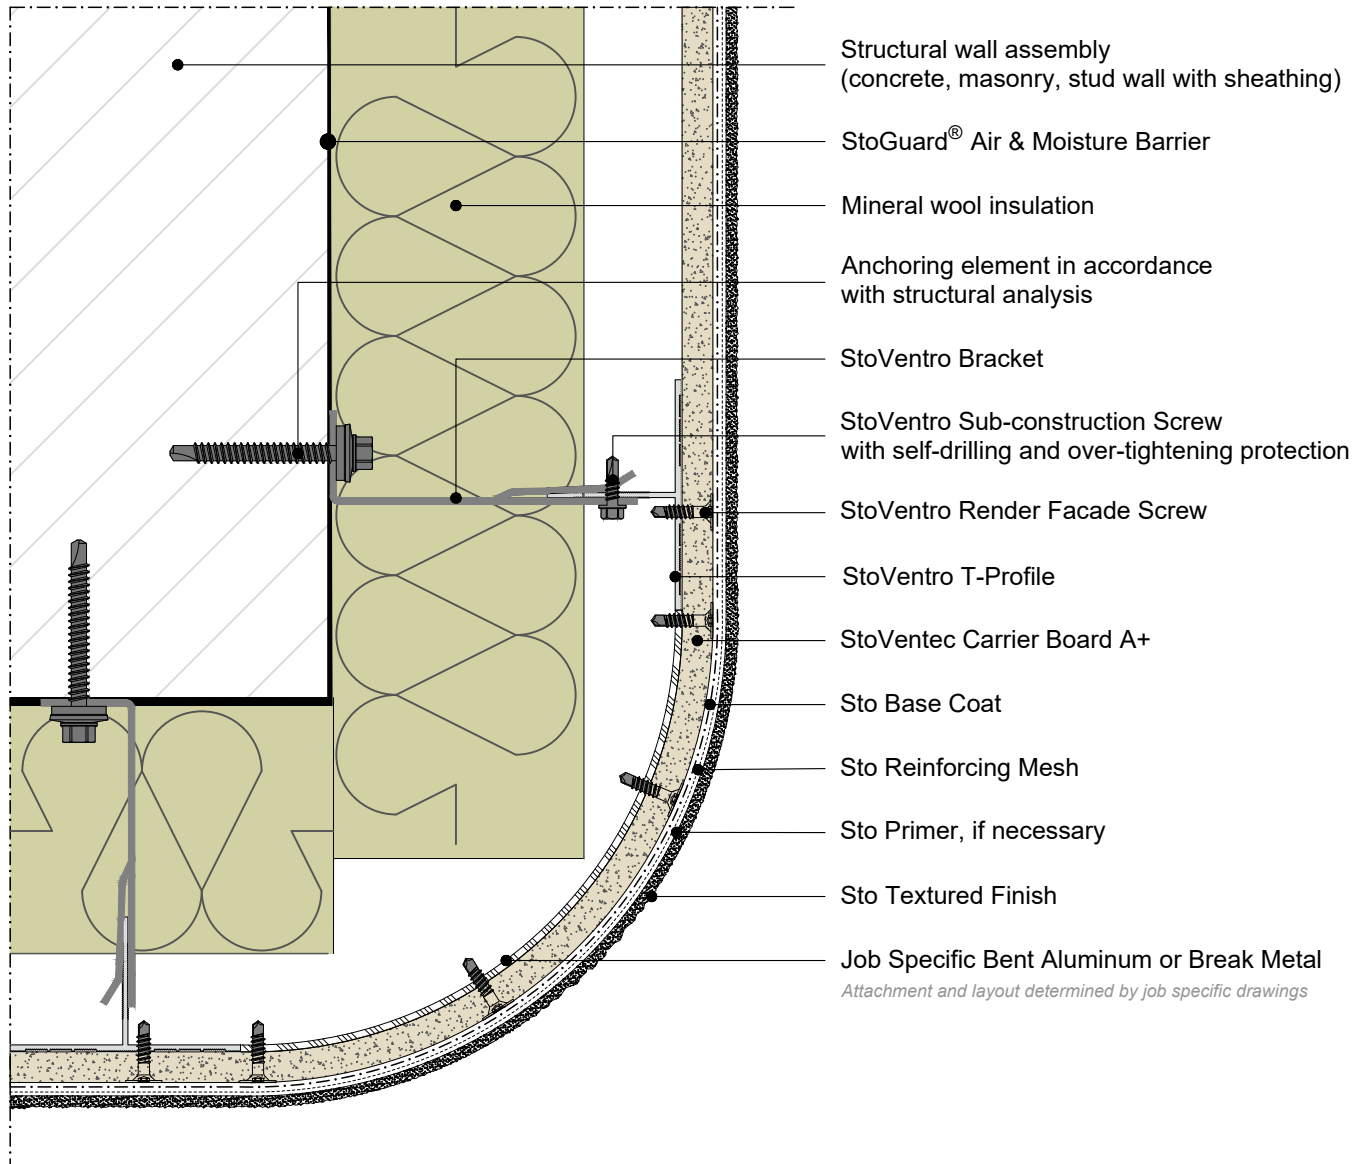 Structural wall assembly
(concrete, masonry, stud wall with sheathing)
StoGuard® Air & Moisture Barrier
Mineral wool insulation
Anchoring element in accordance
with structural analysis
StoVentro Bracket
StoVentro Sub-construction Screw
with self-drilling and over-tightening protection
StoVentro Render Facade Screw
StoVentro T-Profile
StoVentec Carrier Board A+
Sto Base Coat
Sto Reinforcing Mesh
Sto Primer, if necessary
Sto Textured Finish
Job Specific Bent Aluminum or Break Metal
Attachment and layout determined by job specific drawings